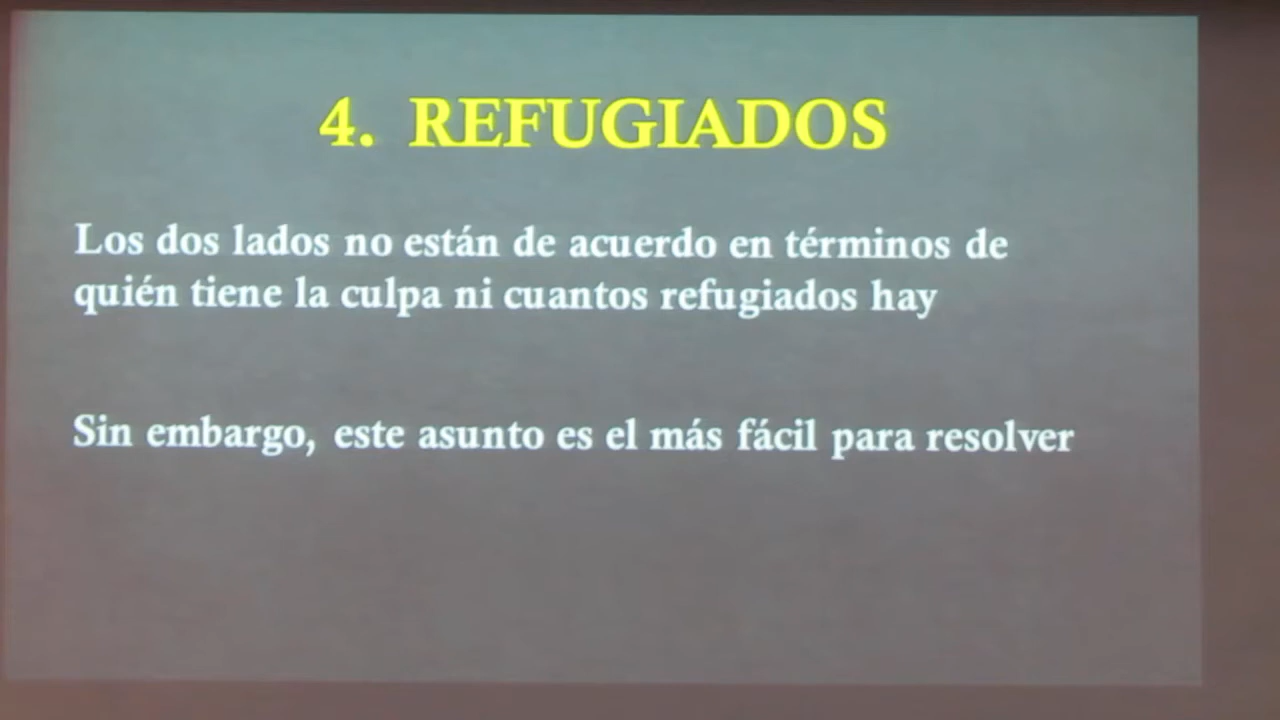 4. REFUGIADOS
Los dos lados no están de acuerdo en términos de
quién tiene la culpa ni cuantos refugiados hay
Sin embargo, este asunto es el más fácil para resolver